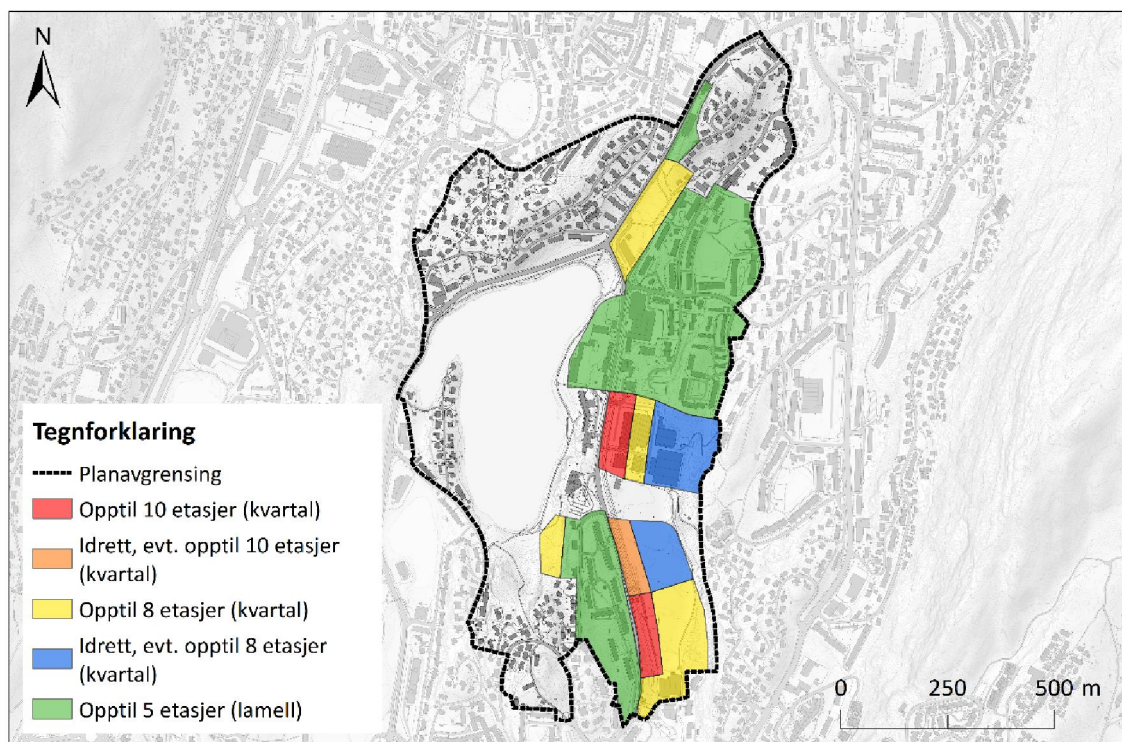 N
Tegnforklaring
Planavgrensing
Opptil 10 etasjer (kvartal)
Idrett, evt. opptil 10 etasjer
(kvartal)
Opptil 8 etasjer (kvartal)
Idrett, evt. opptil 8 etasjer
(kvartal)
Opptil 5 etasjer (lamell)
0 250 500 m